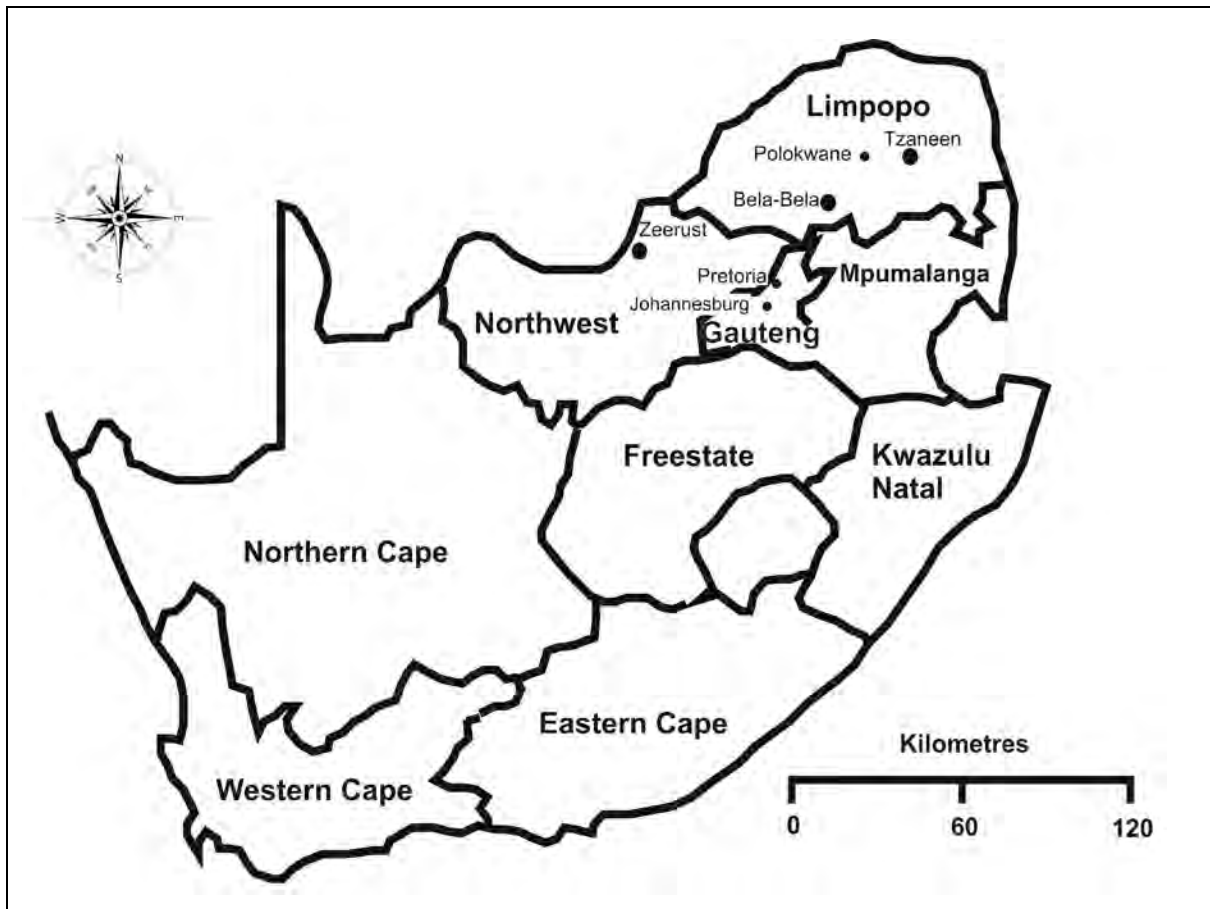 Limpopo
Tzaneen
Polokwane
Bela-Bela
Zeerust
N
W
E
S
Pretoria
Mpumalanga
Johannesburg
Northwest
Gauteng
Freestate
Kwazulu
Natal
Northern Cape
Eastern Cape
Kilometres
Western Cape
0
60
120